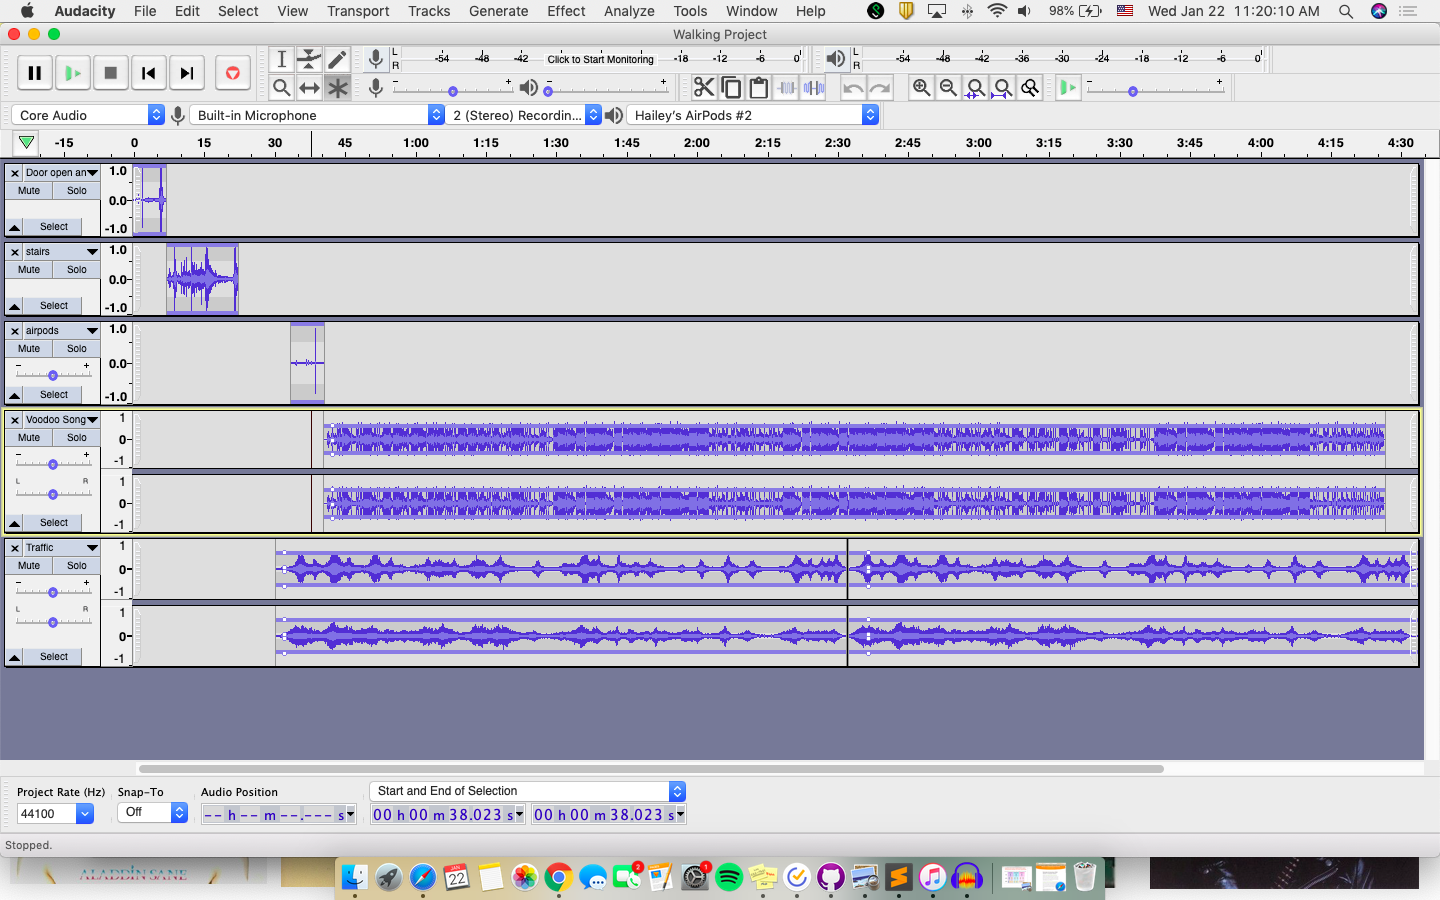 Audacity File Edit Select View Transport Tracks Generate Effect Analyze Tools Window Help 98% Wed Jan 22 11:20:10 AM
Walking Project
L R -54 -48 -42 Click to Start Monitoring -18 -12 -6 0 L R -54 -48 -42 -36 -30 -24 -18 -12 -6 0
Core Audio Built-in Microphone 2 (Stereo) Recordin... Hailey's AirPods #2
-15 0 15 30 45 1:00 1:15 1:30 1:45 2:00 2:15 2:30 2:45 3:00 3:15 3:30 3:45 4:00 4:15 4:30
Door open an 1.0
Mute Solo
0.0
Select -1.0
stairs 1.0
Mute Solo
0.0
Select -1.0
airpods 1.0
Mute Solo
0.0
Select -1.0
Voodoo Song 1
Mute Solo 0
-1
L R 1
0
Select -1
Traffic 1
Mute Solo 0
-1
L R 1
0
Select -1
Project Rate (Hz) Snap-To Audio Position Start and End of Selection
44100 Off -- h -- m --.--- s 00 h 00 m 38.023 s 00 h 00 m 38.023 s
Stopped.
ALADDIN SANE
JAN 22 2 1